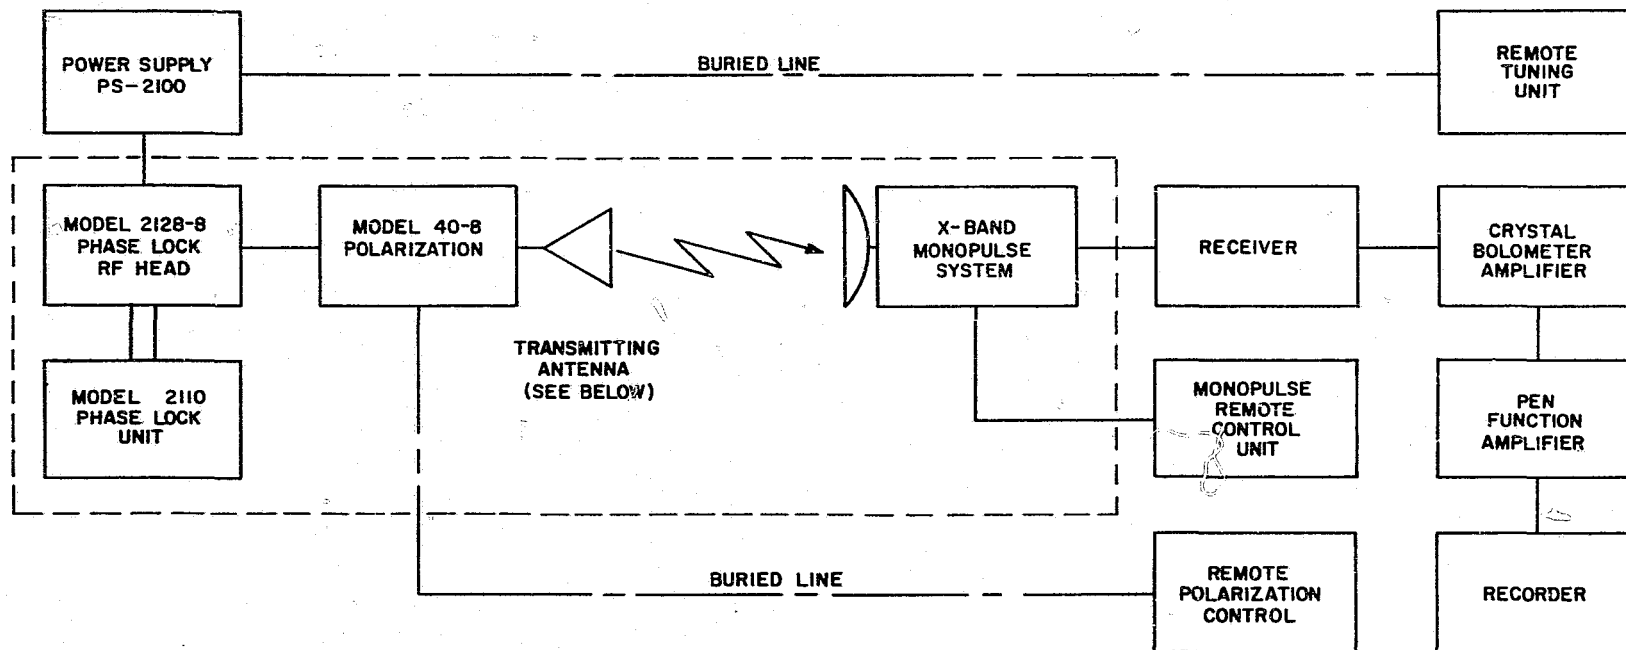 POWER SUPPLY
PS-2100
BURIED LINE
REMOTE
TUNING
UNIT
MODEL 2128-8
PHASE LOCK
RF HEAD
MODEL 40-8
POLARIZATION
X-BAND
MONOPULSE
SYSTEM
RECEIVER
CRYSTAL
BOLOMETER
AMPLIFIER
TRANSMITTING
ANTENNA
(SEE BELOW)
MODEL 2110
PHASE LOCK
UNIT
MONOPULSE
REMOTE
CONTROL
UNIT
PEN
FUNCTION
AMPLIFIER
BURIED LINE
REMOTE
POLARIZATION
CONTROL
RECORDER